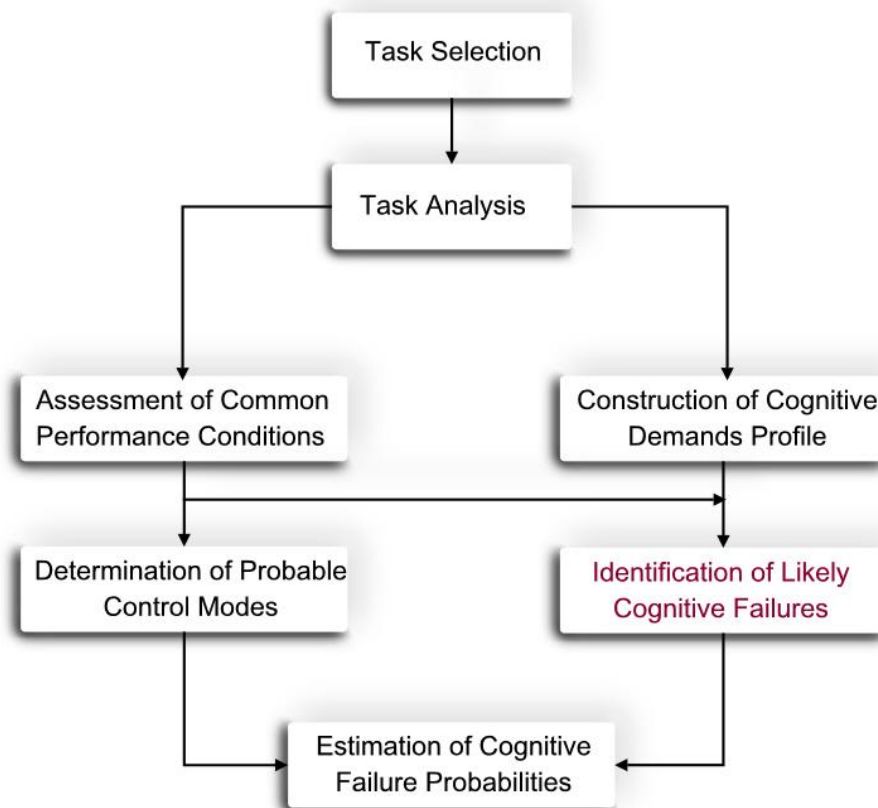 Task Selection
Task Analysis
Assessment of Common
Performance Conditions
Construction of Cognitive
Demands Profile
Determination of Probable
Control Modes
Identification of Likely
Cognitive Failures
Estimation of Cognitive
Failure Probabilities